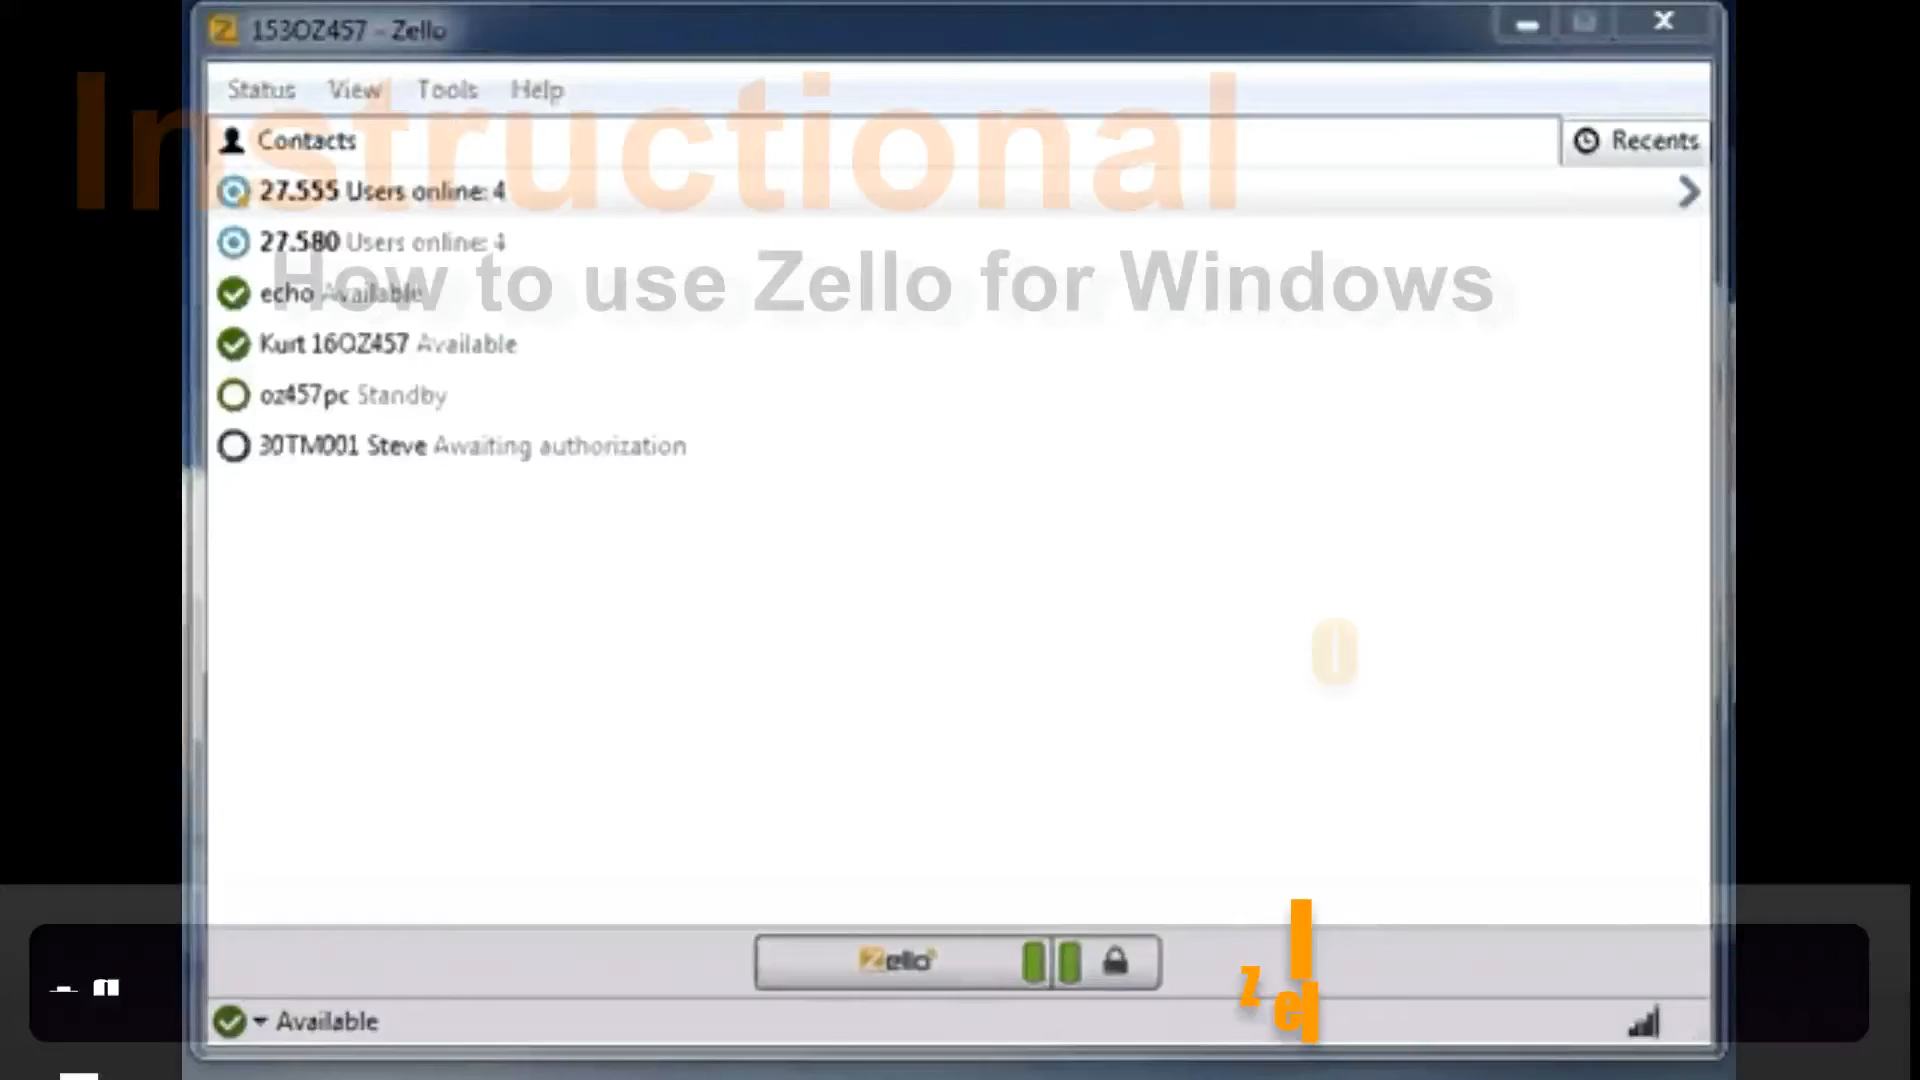 153OZ457 - Zello
Status View Tools Help
Instructional
Contacts
Recents
27.555 Users online: 4
27.580 Users online: 4
How to use Zello for Windows
echo Available
Kurt 16OZ457 Available
oz457pc Standby
30TM001 Steve Awaiting authorization
Zello
zello
Available